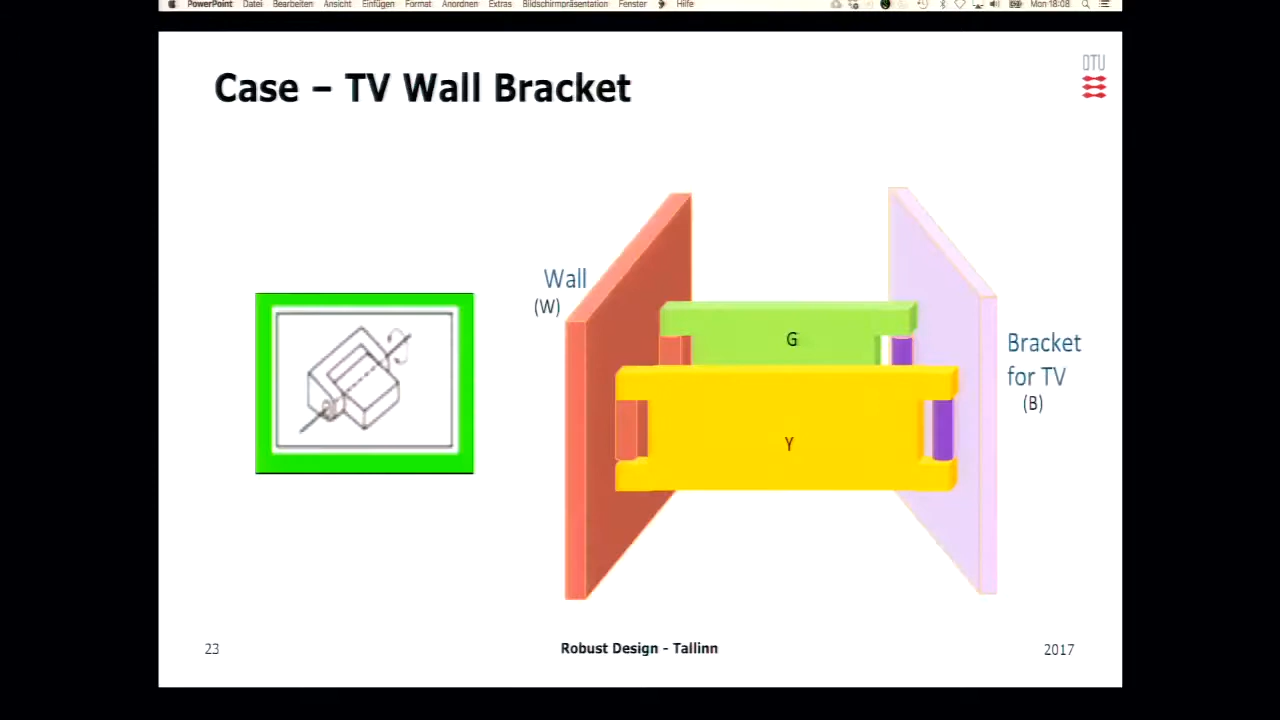 PowerPoint Datei Bearbeiten Ansicht Einfügen Format Anordnen Extras Bildschirmpräsentation Fenster Hilfe Mon 18:08
Case – TV Wall Bracket
DTU
Wall
(W)
G
Bracket
for TV
(B)
Y
23 Robust Design - Tallinn 2017